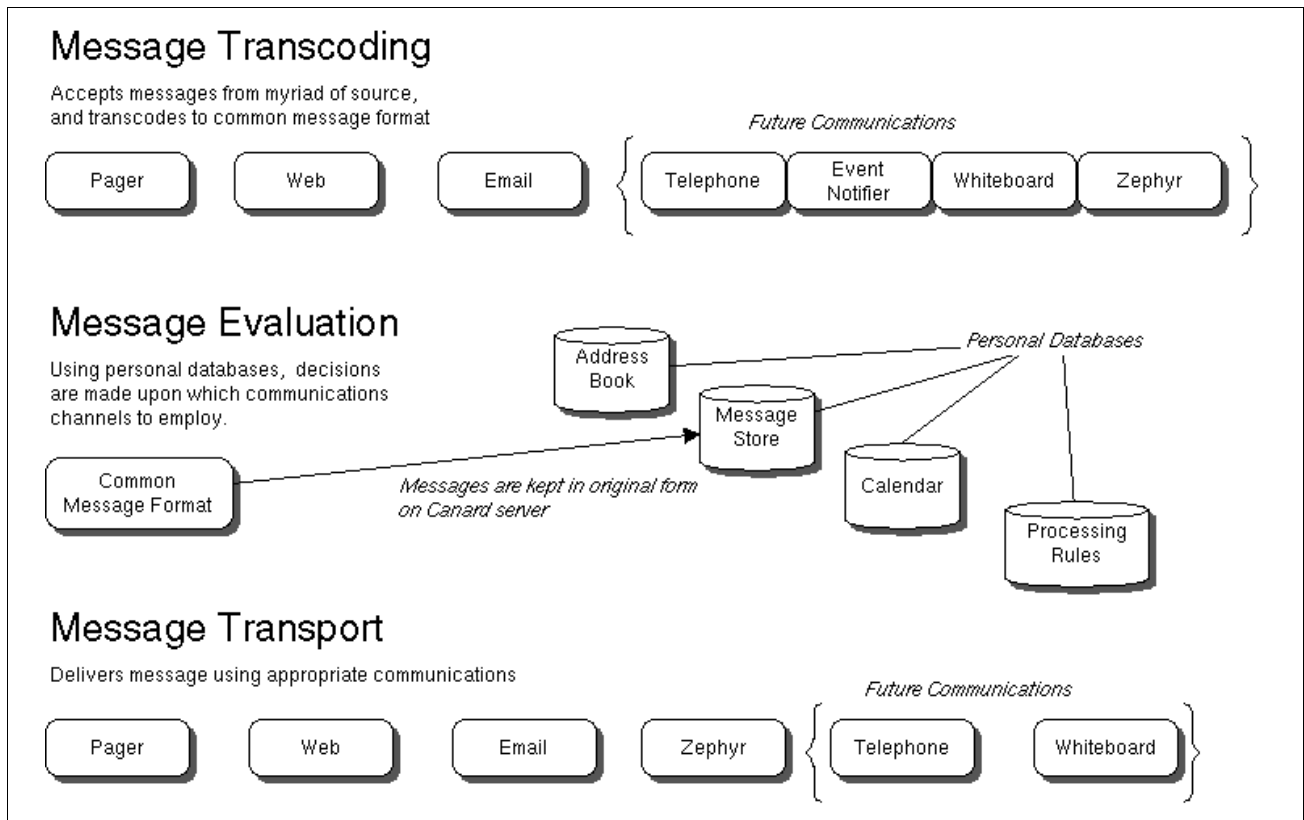 Message Transcoding
Accepts messages from myriad of source,
and transcodes to common message format
Future Communications
Pager
Web
Email
Telephone
Event
Notifier
Whiteboard
Zephyr
Message Evaluation
Using personal databases, decisions
are made upon which communications
channels to employ.
Personal Databases
Address
Book
Message
Store
Calendar
Processing
Rules
Common
Message Format
Messages are kept in original form
on Canard server
Message Transport
Delivers message using appropriate communications
Future Communications
Pager
Web
Email
Zephyr
Telephone
Whiteboard